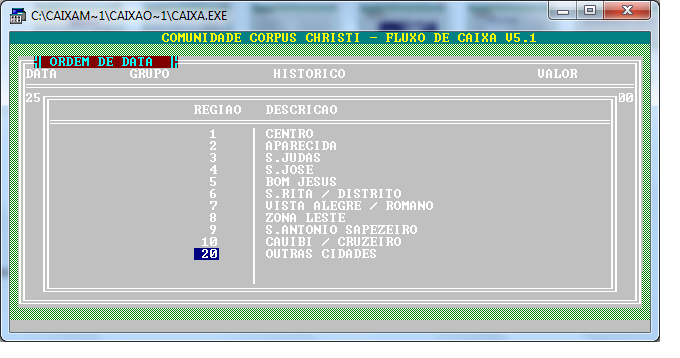 C:\CAIXAM~1\CAIXAO~1\CAIXA.EXE
COMUNIDADE CORPUS CHRISTI - FLUXO DE CAIXA V5.1
ORDEM DE DATA
DATA GRUPO HISTORICO VALOR
25 00
REGIAO DESCRICAO
1 CENTRO
2 APARECIDA
3 S.JUDAS
4 S.JOSE
5 BOM JESUS
6 S.RITA / DISTRITO
7 VISTA ALEGRE / ROMANO
8 ZONA LESTE
9 S.ANTONIO SAPEZEIRO
10 CAUIBI / CRUZEIRO
20 OUTRAS CIDADES